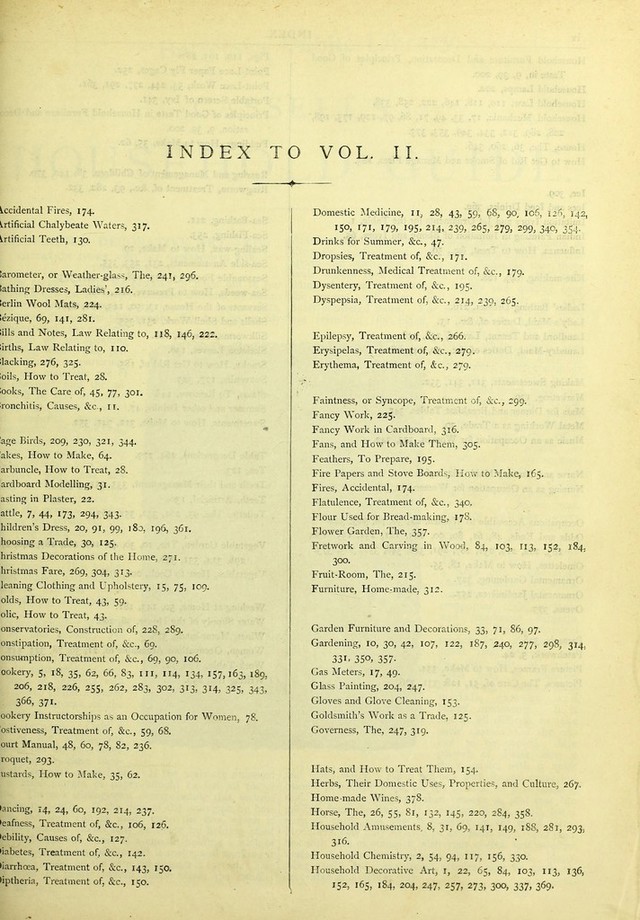 INDEX TO VOL. II.
Accidental Fires, 174.
Artificial Chalybeate Waters, 317.
Artificial Teeth, 130.
Barometer, or Weather-glass, The, 241, 296.
Bathing Dresses, Ladies', 216.
Berlin Wool Mats, 224.
Bézique, 69, 141, 281.
Bills and Notes, Law Relating to, 118, 146, 222.
Births, Law Relating to, 110.
Blacking, 276, 325.
Boils, How to Treat, 28.
Books, The Care of, 45, 77, 301.
Bronchitis, Causes, &c., 11.
age Birds, 209, 230, 321, 344.
akes, How to Make, 64.
arbuncle, How to Treat, 28.
ardboard Modelling, 31.
asting in Plaster, 22.
attle, 7, 44, 173, 294, 343.
hildren's Dress, 20, 91, 99, 180, 196, 361.
hoosing a Trade, 30, 125.
hristmas Decorations of the Home, 271.
hristmas Fare, 269, 304, 313.
leaning Clothing and Upholstery, 15, 75, 109.
olds, How to Treat, 43, 59.
olic, How to Treat, 43.
onservatories, Construction of, 228, 289.
onstipation, Treatment of, &c., 69.
onsumption, Treatment of, &c., 69, 90, 106.
ookery, 5, 18, 35, 62, 66, 83, 111, 114, 134, 157, 163, 189,
206, 218, 226, 255, 262, 283, 302, 313, 314, 325, 343,
366, 371.
ookery Instructorships as an Occupation for Women, 78.
ostiveness, Treatment of, &c., 59, 68.
ourt Manual, 48, 60, 78, 82, 236.
roquet, 293.
ustards, How to Make, 35, 62.
Dancing, 14, 24, 60, 192, 214, 237.
Deafness, Treatment of, &c., 106, 126.
Debility, Causes of, &c., 127.
Diabetes, Treatment of, &c., 142.
Diarrhœa, Treatment of, &c., 143, 150.
Diptheria, Treatment of, &c., 150.
Domestic Medicine, 11, 28, 43, 59, 68, 90, 106, 126, 142,
150, 171, 179, 195, 214, 239, 265, 279, 299, 340, 354.
Drinks for Summer, &c., 47.
Dropsies, Treatment of, &c., 171.
Drunkenness, Medical Treatment of, &c., 179.
Dysentery, Treatment of, &c., 195.
Dyspepsia, Treatment of, &c., 214, 239, 265.
Epilepsy, Treatment of, &c., 266.
Erysipelas, Treatment of, &c., 279.
Erythema, Treatment of, &c., 279.
Faintness, or Syncope, Treatment of, &c., 299.
Fancy Work, 225.
Fancy Work in Cardboard, 316.
Fans, and How to Make Them, 305.
Feathers, To Prepare, 195.
Fire Papers and Stove Boards, How to Make, 165.
Fires, Accidental, 174.
Flatulence, Treatment of, &c., 340.
Flour Used for Bread-making, 178.
Flower Garden, The, 357.
Fretwork and Carving in Wood, 84, 103, 113, 152, 184,
300.
Fruit-Room, The, 215.
Furniture, Home-made, 312.
Garden Furniture and Decorations, 33, 71, 86, 97.
Gardening, 10, 30, 42, 107, 122, 187, 240, 277, 298, 314,
331, 350, 357.
Gas Meters, 17, 49.
Glass Painting, 204, 247.
Gloves and Glove Cleaning, 153.
Goldsmith's Work as a Trade, 125.
Governess, The, 247, 319.
Hats, and How to Treat Them, 154.
Herbs, Their Domestic Uses, Properties, and Culture, 267.
Home-made Wines, 378.
Horse, The, 26, 55, 81, 132, 145, 220, 284, 358.
Household Amusements, 8, 31, 69, 141, 149, 188, 281, 293,
316.
Household Chemistry, 2, 54, 94, 117, 156, 330.
Household Decorative Art, 1, 22, 65, 84, 103, 113, 136,
152, 165, 184, 204, 247, 257, 273, 300, 337, 369.